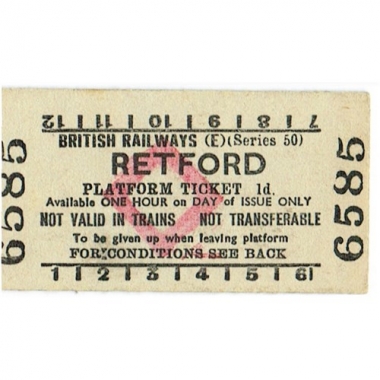 7 | 8 | 9 | 10 | 11 | 12
BRITISH RAILWAYS (E)(Series 50)
RETFORD
PLATFORM TICKET 1d.
Available ONE HOUR on DAY of ISSUE ONLY
NOT VALID IN TRAINS NOT TRANSFERABLE
To be given up when leaving platform
FOR CONDITIONS SEE BACK
1 | 2 | 3 | 4 | 5 | 6 |
6585
6585